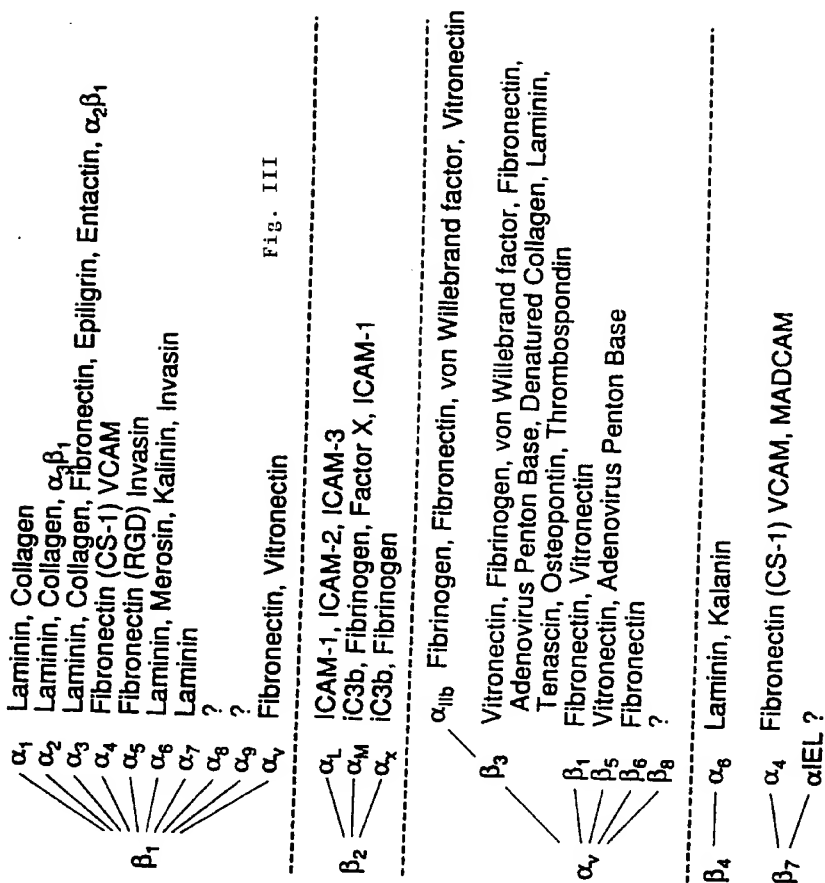 β1
α1 Laminin, Collagen
α2 Laminin, Collagen, α3β1
α3 Laminin, Collagen, Fibronectin, Epiligrin, Entactin, α2β1
α4 Fibronectin (CS-1) VCAM
α5 Fibronectin (RGD) Invasin
α6 Laminin, Merosin, Kalinin, Invasin
α7 Laminin
α8 ?
α9 ?
αv Fibronectin, Vitronectin
Fig. III
β2
αL ICAM-1, ICAM-2, ICAM-3
αM iC3b, Fibrinogen, Factor X, ICAM-1
αx iC3b, Fibrinogen
αIIb Fibrinogen, Fibronectin, von Willebrand factor, Vitronectin
αv
β3 Vitronectin, Fibrinogen, von Willebrand factor, Fibronectin,
Adenovirus Penton Base, Denatured Collagen, Laminin,
Tenascin, Osteopontin, Thrombospondin
β1 Fibronectin, Vitronectin
β5 Vitronectin, Adenovirus Penton Base
β6 Fibronectin
β8 ?
β4 α6 Laminin, Kalanin
β7
α4 Fibronectin (CS-1) VCAM, MADCAM
αIEL ?